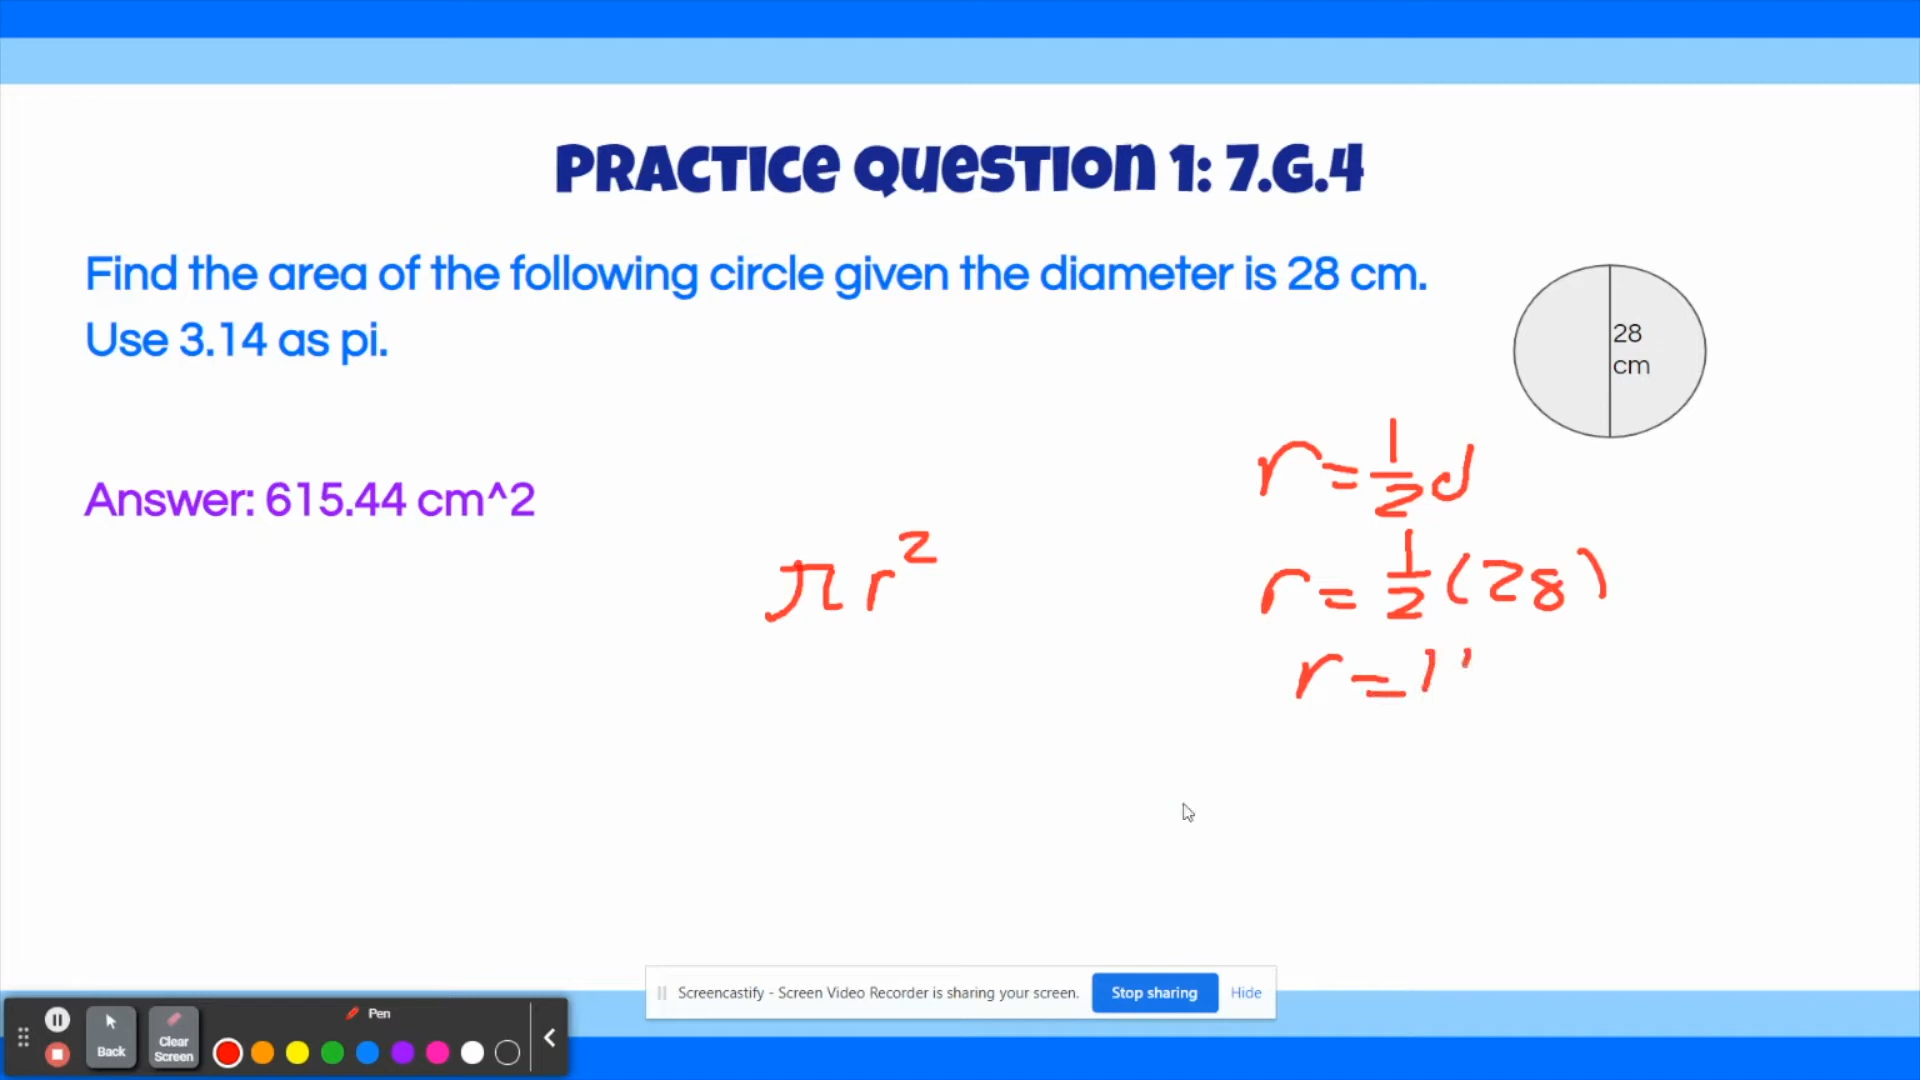 PRACTICE QUESTION 1: 7.G.4
Find the area of the following circle given the diameter is 28 cm.
Use 3.14 as pi.
28
cm
r = 1/2 d
Answer: 615.44 cm^2
πr²
r = 1/2 (28)
r = 1'
Screencastify - Screen Video Recorder is sharing your screen.
Stop sharing
Hide
Pen
Back
Clear
Screen